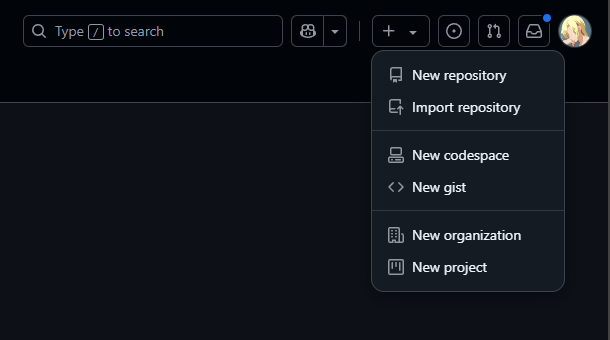 Type / to search
New repository
Import repository
New codespace
New gist
New organization
New project